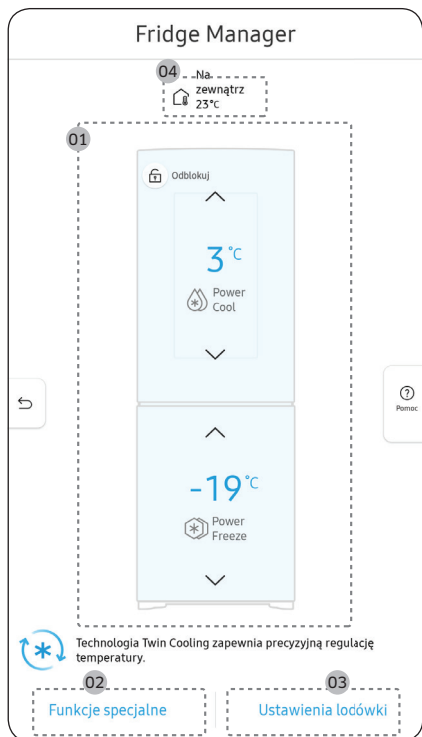 Fridge Manager
04
Na
zewnątrz
23°C
01
Odblokuj
3°C
Power
Cool
Pomoc
-19°C
Power
Freeze
Technologia Twin Cooling zapewnia precyzyjną regulację
temperatury.
02
03
Funkcje specjalne
Ustawienia lodówki